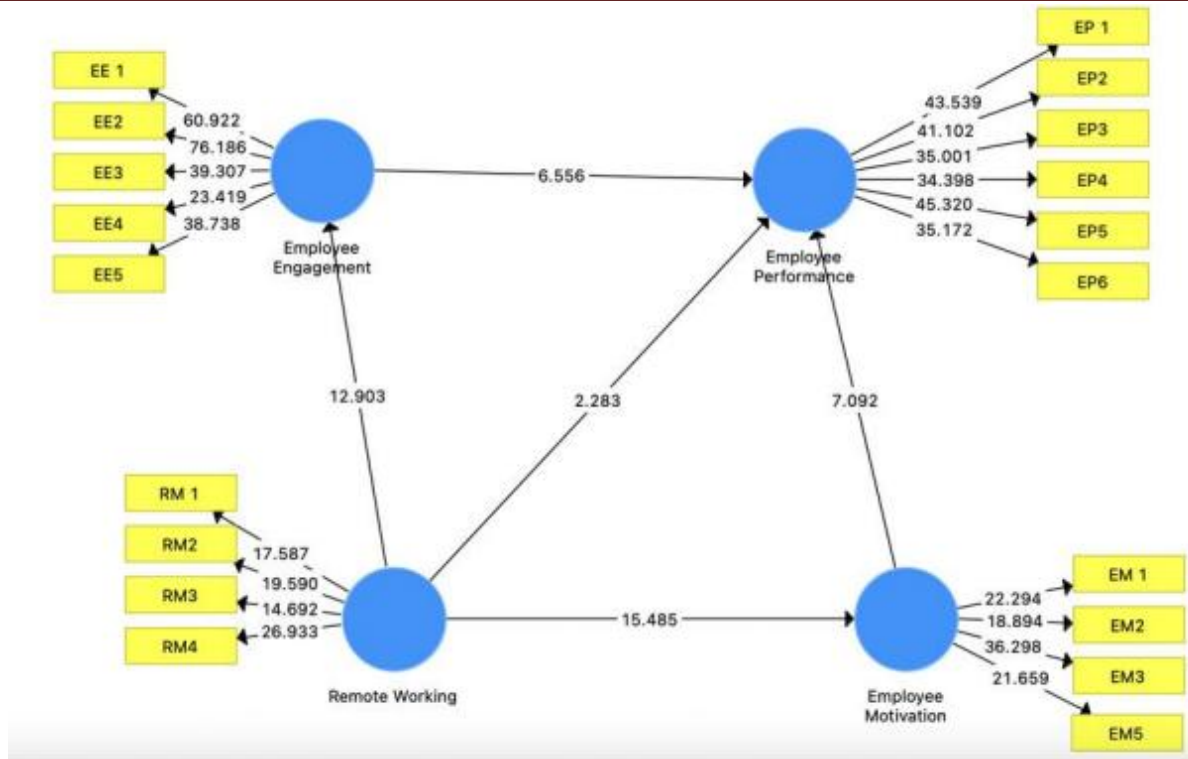 EE 1
EE2
EE3
EE4
EE5
60.922
76.186
39.307
23.419
38.738
Employee
Engagement
6.556
EP 1
EP2
EP3
EP4
EP5
EP6
43.539
41.102
35.001
34.398
45.320
35.172
Employee
Performance
12.903
2.283
7.092
RM 1
RM2
RM3
RM4
17.587
19.590
14.692
26.933
Remote Working
15.485
EM 1
EM2
EM3
EM5
22.294
18.894
36.298
21.659
Employee
Motivation